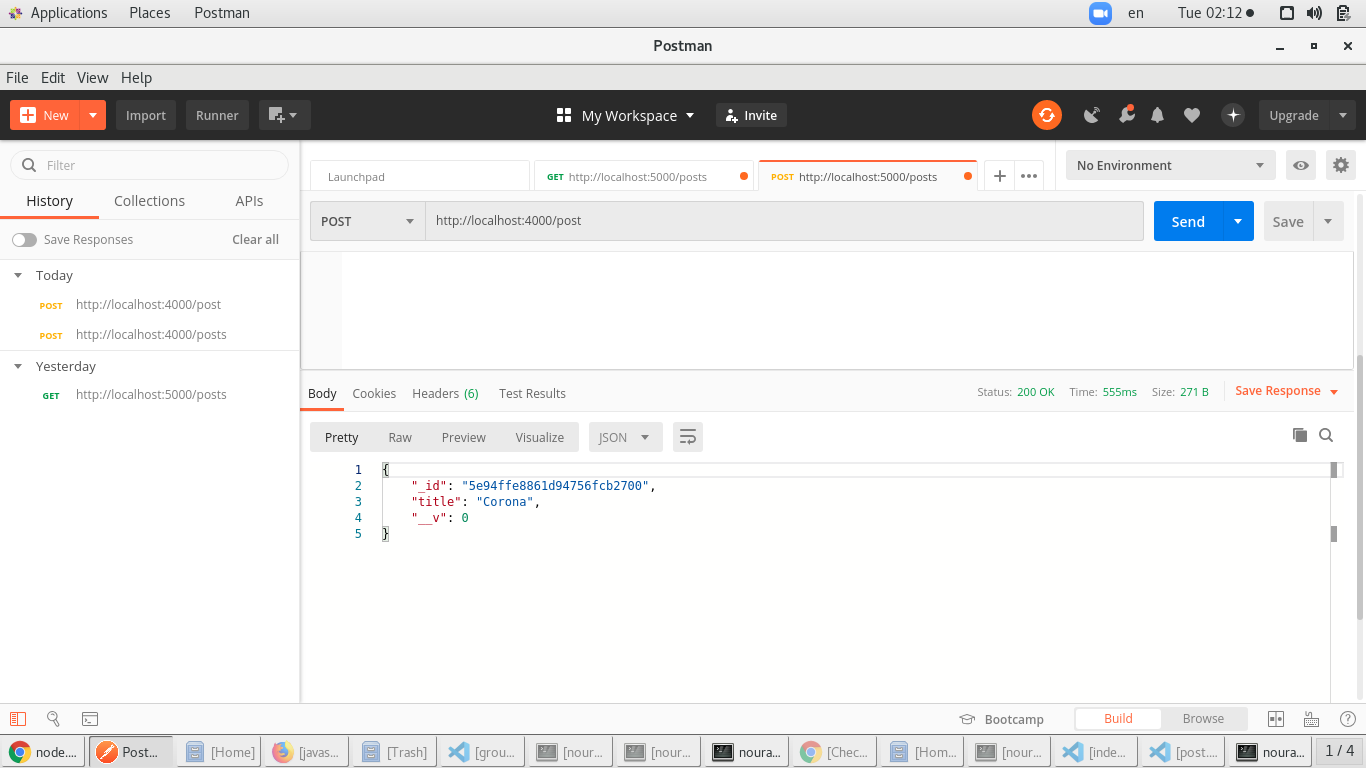 Applications Places Postman en Tue 02:12
Postman
File Edit View Help
New Import Runner My Workspace Invite Upgrade
Filter
Launchpad GET http://localhost:5000/posts POST http://localhost:5000/posts No Environment
History Collections APIs
POST http://localhost:4000/post Send Save
Save Responses Clear all
Today
POST http://localhost:4000/post
POST http://localhost:4000/posts
Yesterday
GET http://localhost:5000/posts
Body Cookies Headers (6) Test Results Status: 200 OK Time: 555ms Size: 271 B Save Response
Pretty Raw Preview Visualize JSON
1 {
2 "_id": "5e94ffe8861d94756fcb2700",
3 "title": "Corona",
4 "__v": 0
5 }
Bootcamp Build Browse
node.... Post... [Home] [javas... [Trash] [grou... [nour... [nour... noura... [Chec... [Hom... [nour... [inde... [post.... noura... 1 / 4